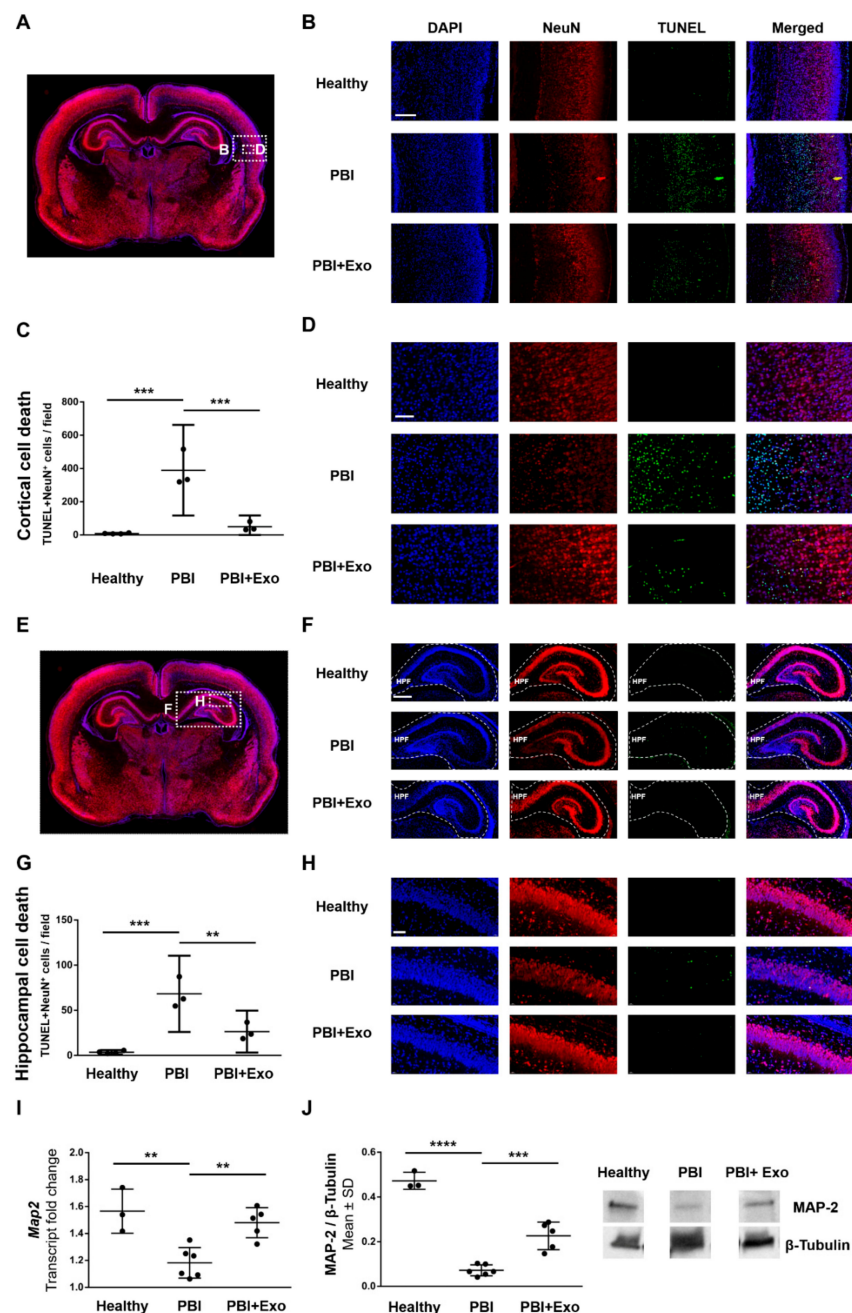 A
B
D
B
DAPI NeuN TUNEL Merged
Healthy
PBI
PBI+Exo
C
Cortical cell death
TUNEL+NeuN⁺ cells / field
800
600
400
200
0
*** ***
Healthy PBI PBI+Exo
D
Healthy
PBI
PBI+Exo
E
F
H
F
Healthy
HPF HPF HPF HPF
PBI
HPF HPF HPF HPF
PBI+Exo
HPF HPF HPF HPF
G
Hippocampal cell death
TUNEL+NeuN⁺ cells / field
150
100
50
0
*** **
Healthy PBI PBI+Exo
H
Healthy
PBI
PBI+Exo
I
Map2
Transcript fold change
2.0
1.8
1.6
1.4
1.2
1.0
** **
Healthy PBI PBI+Exo
J
MAP-2 / β-Tubulin
Mean ± SD
0.6
0.4
0.2
0.0
**** ***
Healthy PBI PBI+Exo
Healthy PBI PBI+ Exo
MAP-2
β-Tubulin